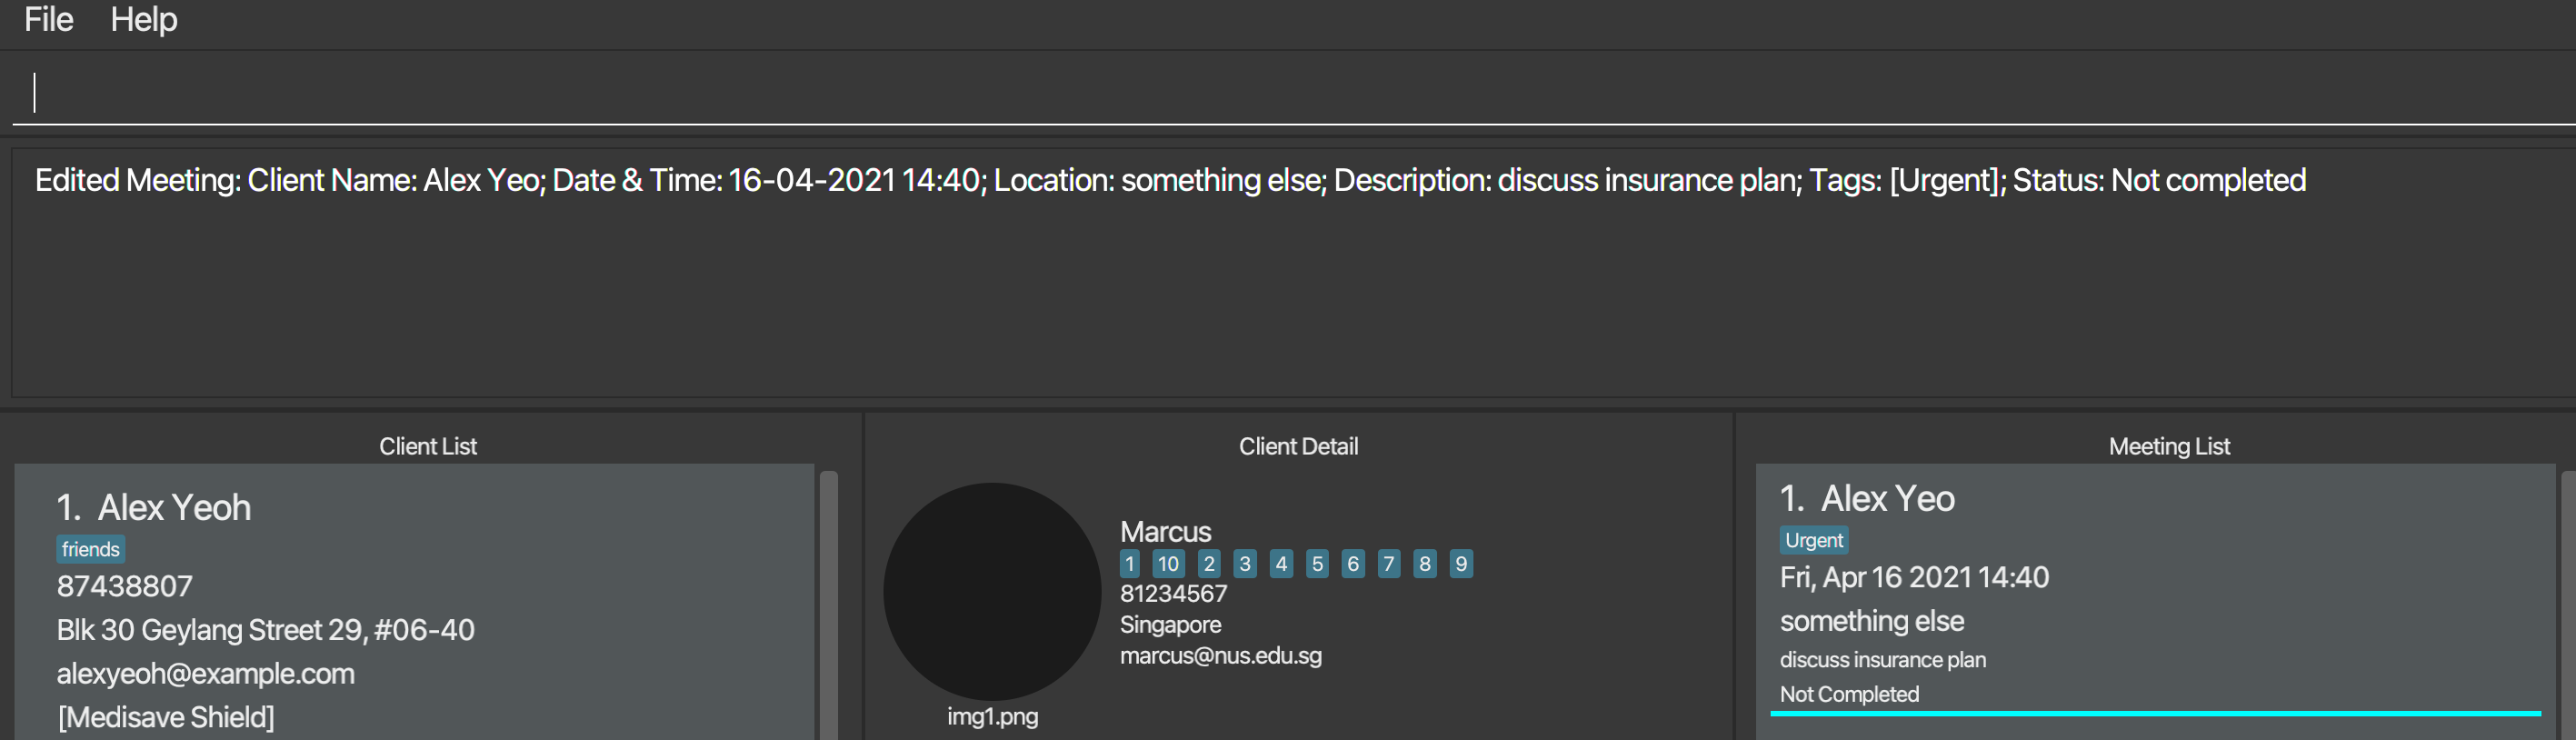 File Help
Edited Meeting: Client Name: Alex Yeo; Date & Time: 16-04-2021 14:40; Location: something else; Description: discuss insurance plan; Tags: [Urgent]; Status: Not completed
Client List
1. Alex Yeoh
friends
87438807
Blk 30 Geylang Street 29, #06-40
alexyeoh@example.com
[Medisave Shield]
Client Detail
Marcus
1 10 2 3 4 5 6 7 8 9
81234567
Singapore
marcus@nus.edu.sg
img1.png
Meeting List
1. Alex Yeo
Urgent
Fri, Apr 16 2021 14:40
something else
discuss insurance plan
Not Completed